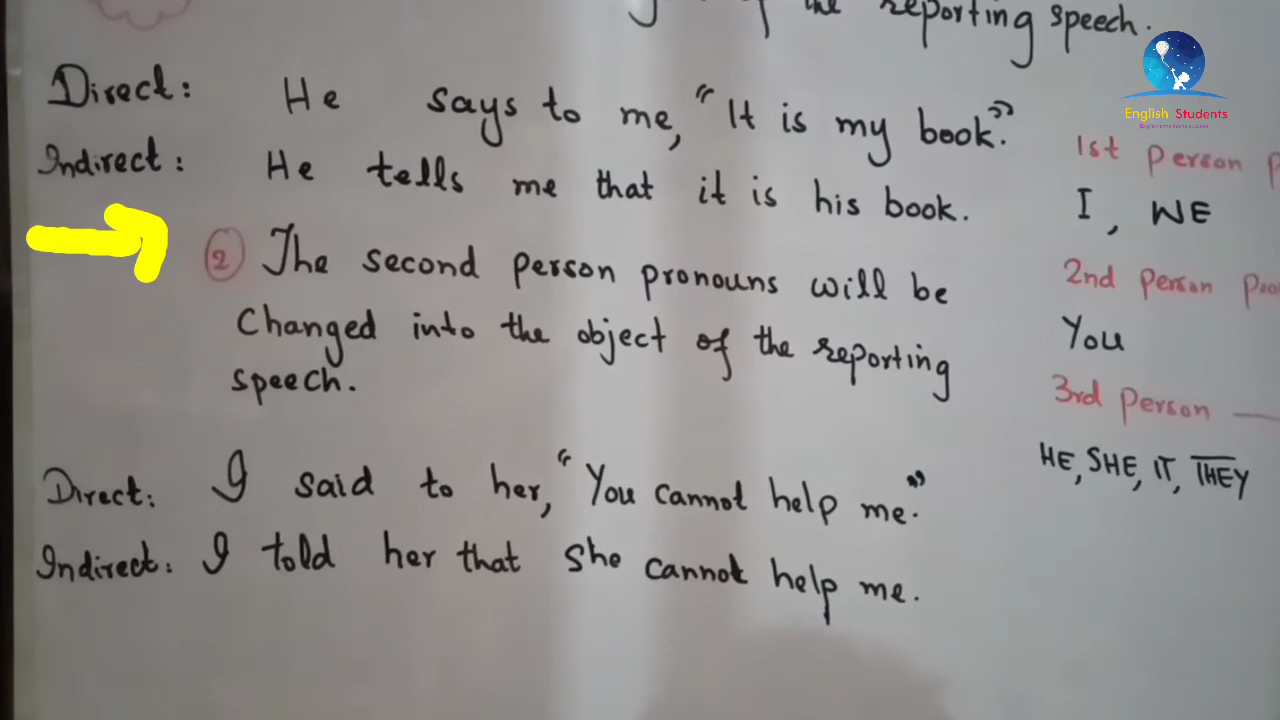 the reporting speech.
Direct: He says to me, "It is my book."
Indirect: He tells me that it is his book.
② The second person pronouns will be
Changed into the object of the reporting
speech.
Direct: I said to her, "You cannot help me."
Indirect: I told her that She cannot help me.
English Students
1st person
I, WE
2nd person
You
3rd person —
HE, SHE, IT, THEY